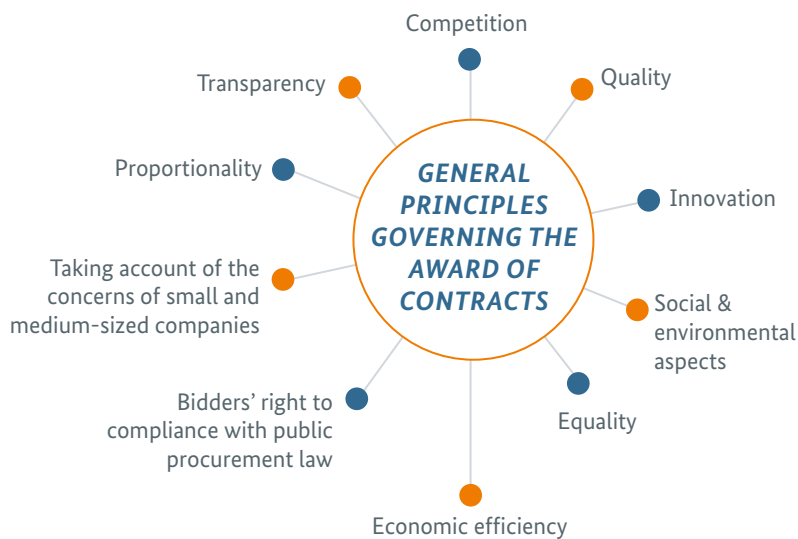 Competition
Transparency
Quality
Proportionality
GENERAL
PRINCIPLES
GOVERNING THE
AWARD OF
CONTRACTS
Innovation
Taking account of the
concerns of small and
medium-sized companies
Social &
environmental
aspects
Bidders’ right to
compliance with public
procurement law
Equality
Economic efficiency